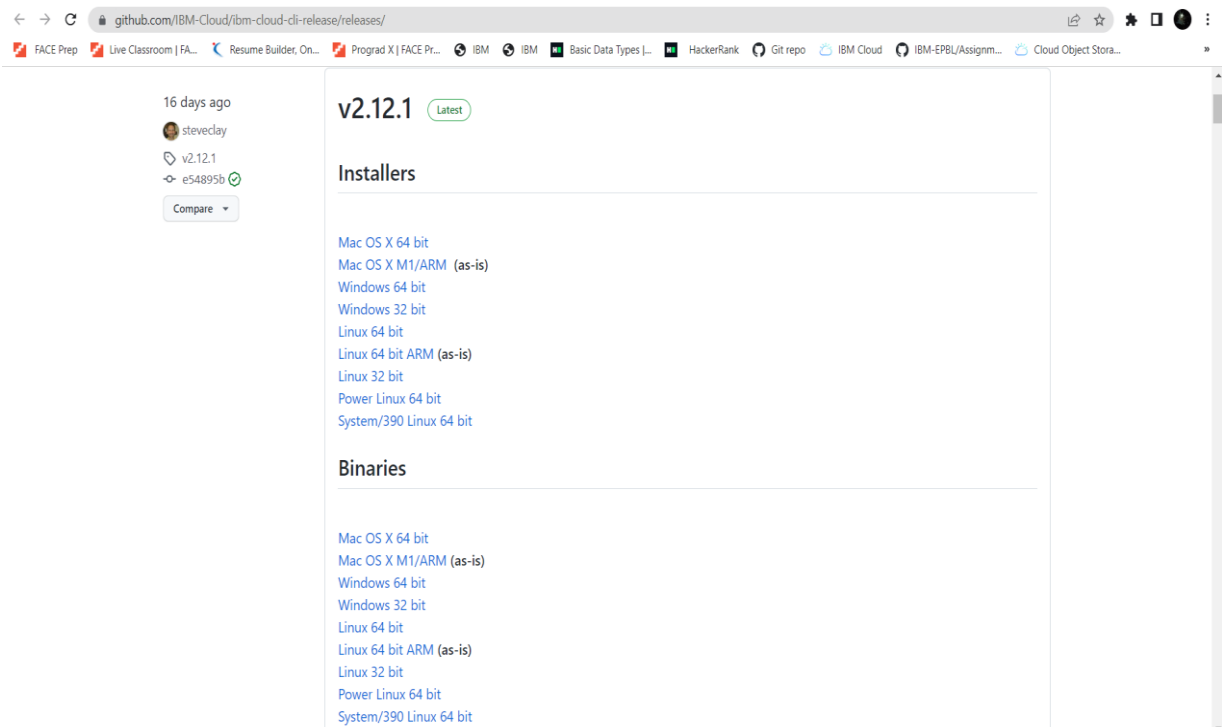 github.com/IBM-Cloud/ibm-cloud-cli-release/releases/
FACE Prep Live Classroom | FA... Resume Builder, On... Prograd X | FACE Pr... IBM IBM Basic Data Types |... HackerRank Git repo IBM Cloud IBM-EPBL/Assignm... Cloud Object Stora... »
16 days ago
steveclay
v2.12.1
e54895b
Compare
v2.12.1 Latest
Installers
Mac OS X 64 bit
Mac OS X M1/ARM (as-is)
Windows 64 bit
Windows 32 bit
Linux 64 bit
Linux 64 bit ARM (as-is)
Linux 32 bit
Power Linux 64 bit
System/390 Linux 64 bit
Binaries
Mac OS X 64 bit
Mac OS X M1/ARM (as-is)
Windows 64 bit
Windows 32 bit
Linux 64 bit
Linux 64 bit ARM (as-is)
Linux 32 bit
Power Linux 64 bit
System/390 Linux 64 bit